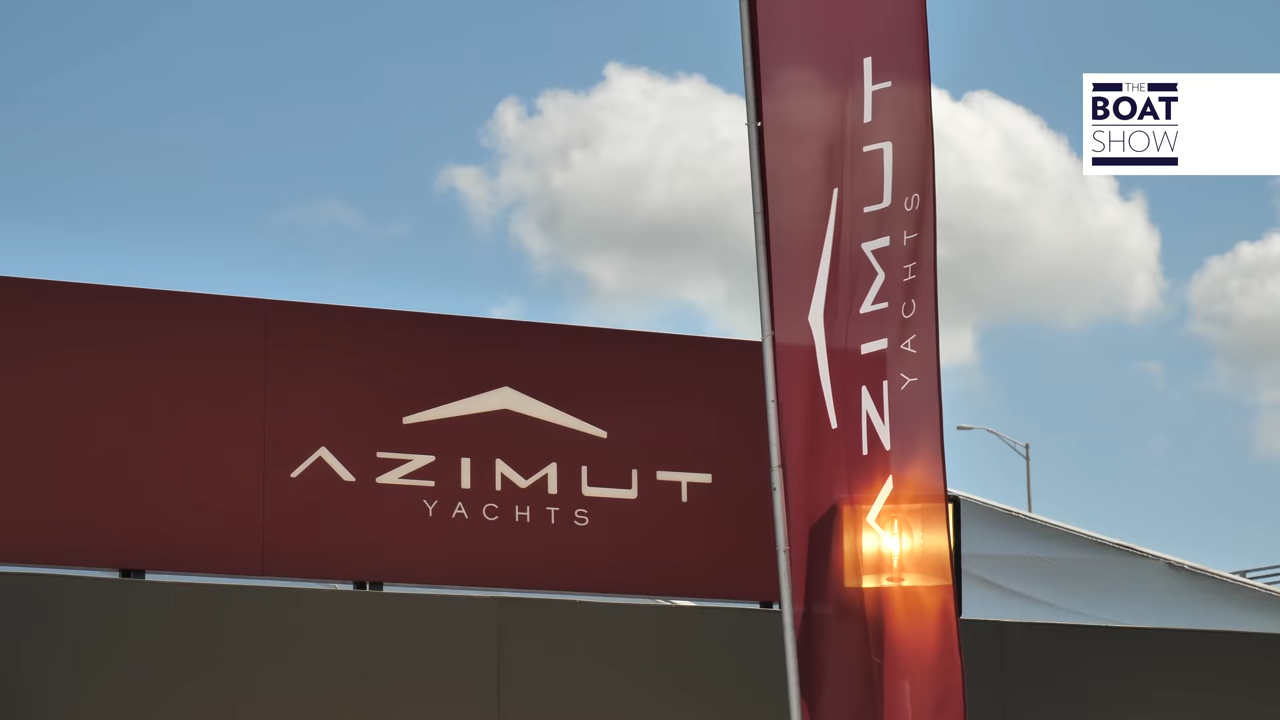 AZIMUT
YACHTS
AZIMUT
YACHTS
THE
BOAT
SHOW